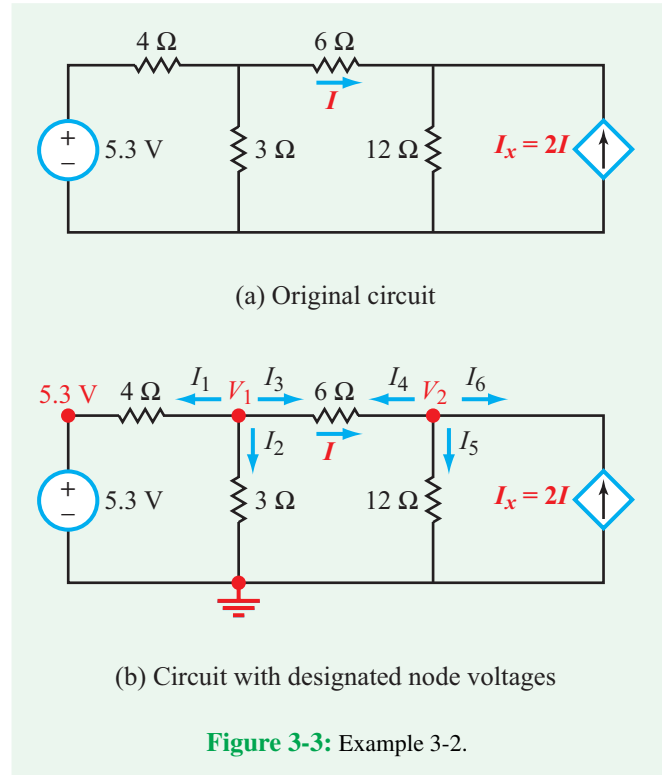 4 Ω 6 Ω
I
+
− 5.3 V 3 Ω 12 Ω Iₓ = 2I
(a) Original circuit
5.3 V 4 Ω I₁ V₁ I₃ 6 Ω I₄ V₂ I₆
I₂ I I₅
+
− 5.3 V 3 Ω 12 Ω Iₓ = 2I
(b) Circuit with designated node voltages
Figure 3-3: Example 3-2.